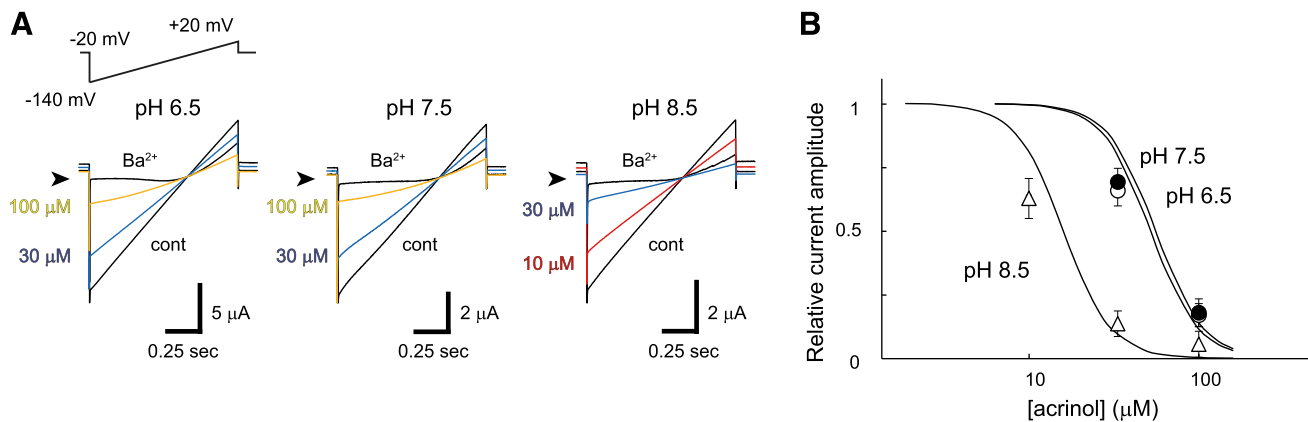 A
-20 mV
+20 mV
-140 mV
pH 6.5
Ba2+
100 μM
30 μM
cont
5 μA
0.25 sec
pH 7.5
Ba2+
100 μM
30 μM
cont
2 μA
0.25 sec
pH 8.5
Ba2+
30 μM
10 μM
cont
2 μA
0.25 sec
B
Relative current amplitude
1
0.5
0
pH 7.5
pH 6.5
pH 8.5
10
100
[acrinol] (μM)